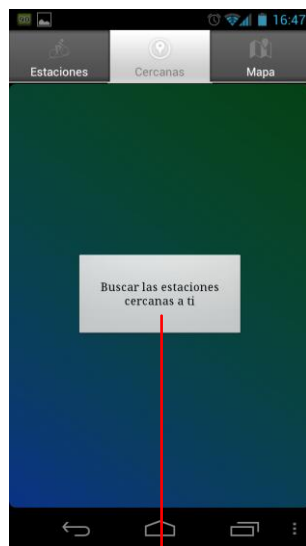 16:47
Estaciones
Cercanas
Mapa
Buscar las estaciones
cercanas a ti